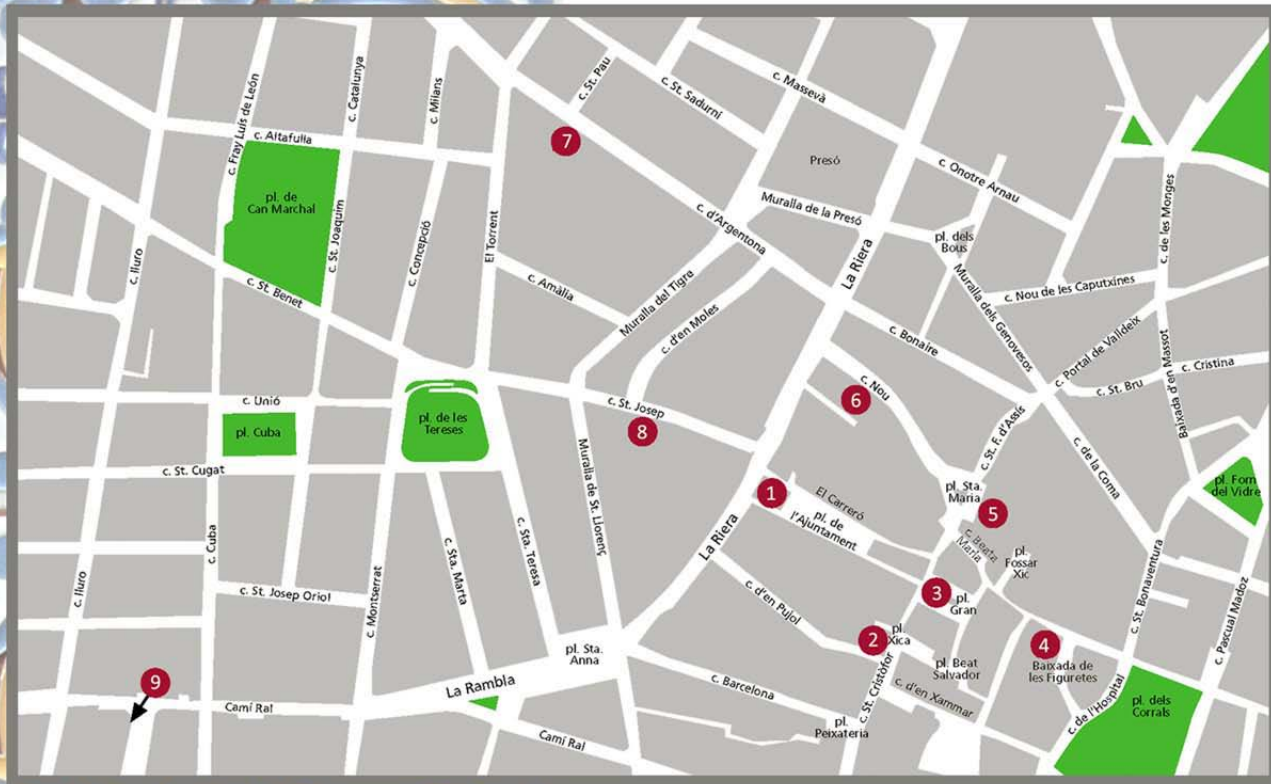 c. Fray Luis de León
c. Catalunya
c. Milans
c. St. Pau
c. St. Sadurní
c. Massevà
c. Altafulla
7
Presó
c. Onotre Arnau
c. de les Monges
pl. de
Can Marchal
c. St. Joaquim
c. Concepció
El Torrent
c. d'Argentona
Muralla de la Presó
pl. dels
Bous
La Riera
c. Iluro
c. St. Benet
c. Amàlia
Muralla del Tigre
c. d'en Moles
c. Nou de les Caputxines
Muralla dels Genovesos
c. Bonaire
c. Portal de Valldeix
Baixada d'en Massot
c. Cristina
c. St. Bru
c. Unió
pl. Cuba
pl. de les
Tereses
c. St. Josep
8
6
c. Nou
c. St. F. d'Assís
c. de la Coma
c. St. Cugat
Muralla de St. Llorenç
1
El Carreró
pl. de
l'Ajuntament
pl. Sta.
Maria
5
pl. Forn
del Vidre
La Riera
c. Beata
Maria
pl.
Fossar
Xic
c. Cuba
c. Iluro
c. St. Josep Oriol
c. Montserrat
c. Sta. Marta
c. Sta. Teresa
c. d'en Pujol
3
pl.
Gran
c. St. Bonaventura
c. Pascual Madoz
2
pl.
Xica
4
Baixada de
les Figuretes
pl. Beat
Salvador
pl. Sta.
Anna
9
La Rambla
c. Barcelona
c. St. Cristòfor
c. d'en Xammar
c. de l'Hospital
pl. dels
Corrals
Camí Ral
Camí Ral
pl.
Peixateria